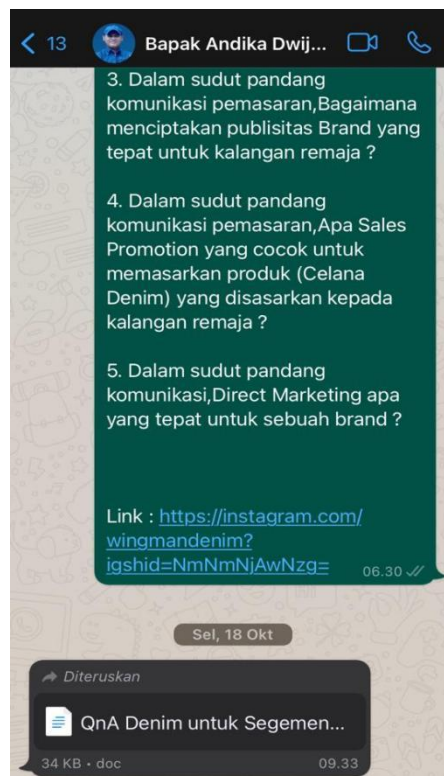 13
Bapak Andika Dwij...
3. Dalam sudut pandang
komunikasi pemasaran,Bagaimana
menciptakan publisitas Brand yang
tepat untuk kalangan remaja ?
4. Dalam sudut pandang
komunikasi pemasaran,Apa Sales
Promotion yang cocok untuk
memasarkan produk (Celana
Denim) yang disasarkan kepada
kalangan remaja ?
5. Dalam sudut pandang
komunikasi,Direct Marketing apa
yang tepat untuk sebuah brand ?
Link : https://instagram.com/
wingmandenim?
igshid=NmNmNjAwNzg=
06.30
Sel, 18 Okt
Diteruskan
QnA Denim untuk Segemen...
34 KB • doc
09.33